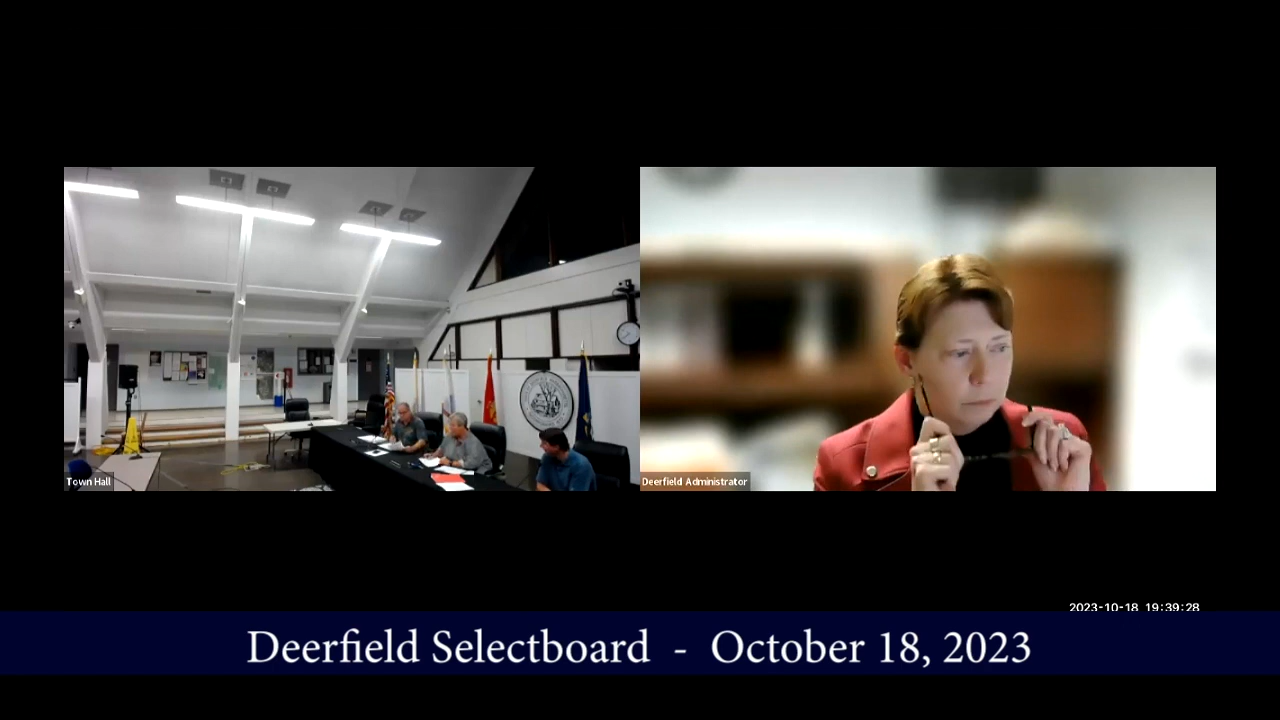 Town Hall
Deerfield Administrator
2023-10-18 19:39:28
Deerfield Selectboard - October 18, 2023